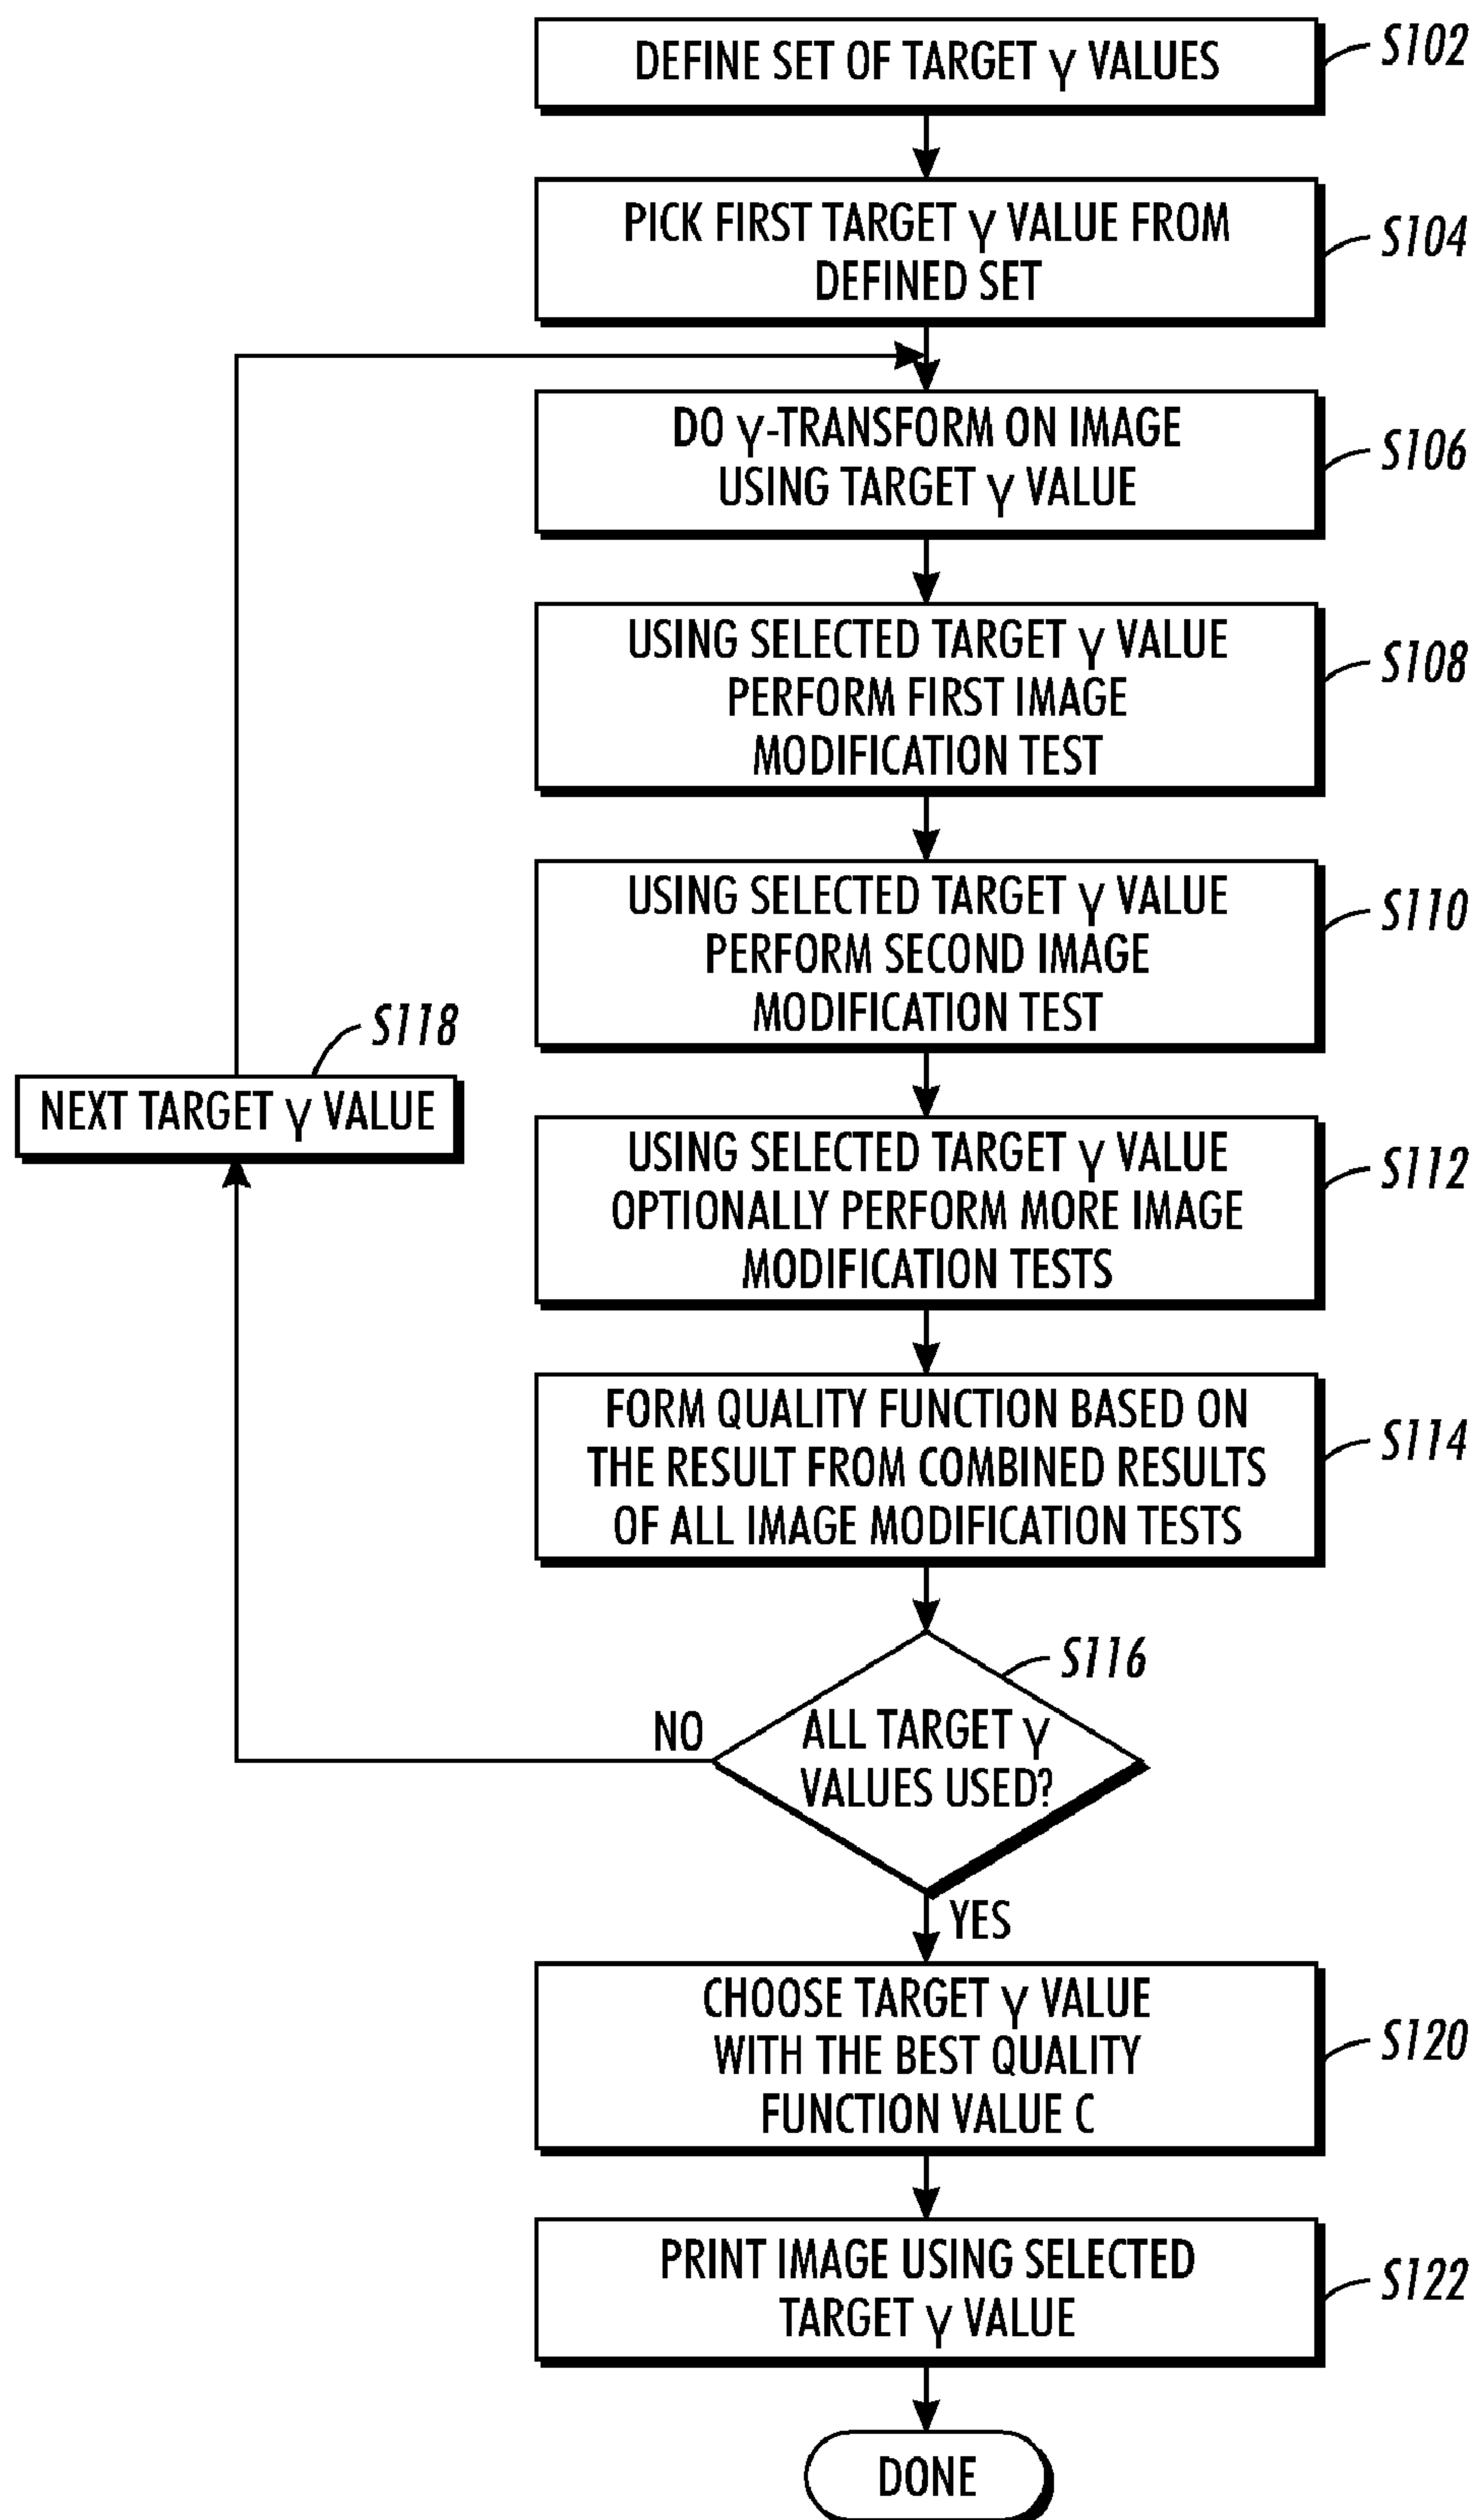 DEFINE SET OF TARGET γ VALUES
S102
PICK FIRST TARGET γ VALUE FROM
DEFINED SET
S104
DO γ-TRANSFORM ON IMAGE
USING TARGET γ VALUE
S106
USING SELECTED TARGET γ VALUE
PERFORM FIRST IMAGE
MODIFICATION TEST
S108
USING SELECTED TARGET γ VALUE
PERFORM SECOND IMAGE
MODIFICATION TEST
S110
S118
NEXT TARGET γ VALUE
USING SELECTED TARGET γ VALUE
OPTIONALLY PERFORM MORE IMAGE
MODIFICATION TESTS
S112
FORM QUALITY FUNCTION BASED ON
THE RESULT FROM COMBINED RESULTS
OF ALL IMAGE MODIFICATION TESTS
S114
S116
NO
ALL TARGET γ
VALUES USED?
YES
CHOOSE TARGET γ VALUE
WITH THE BEST QUALITY
FUNCTION VALUE C
S120
PRINT IMAGE USING SELECTED
TARGET γ VALUE
S122
DONE